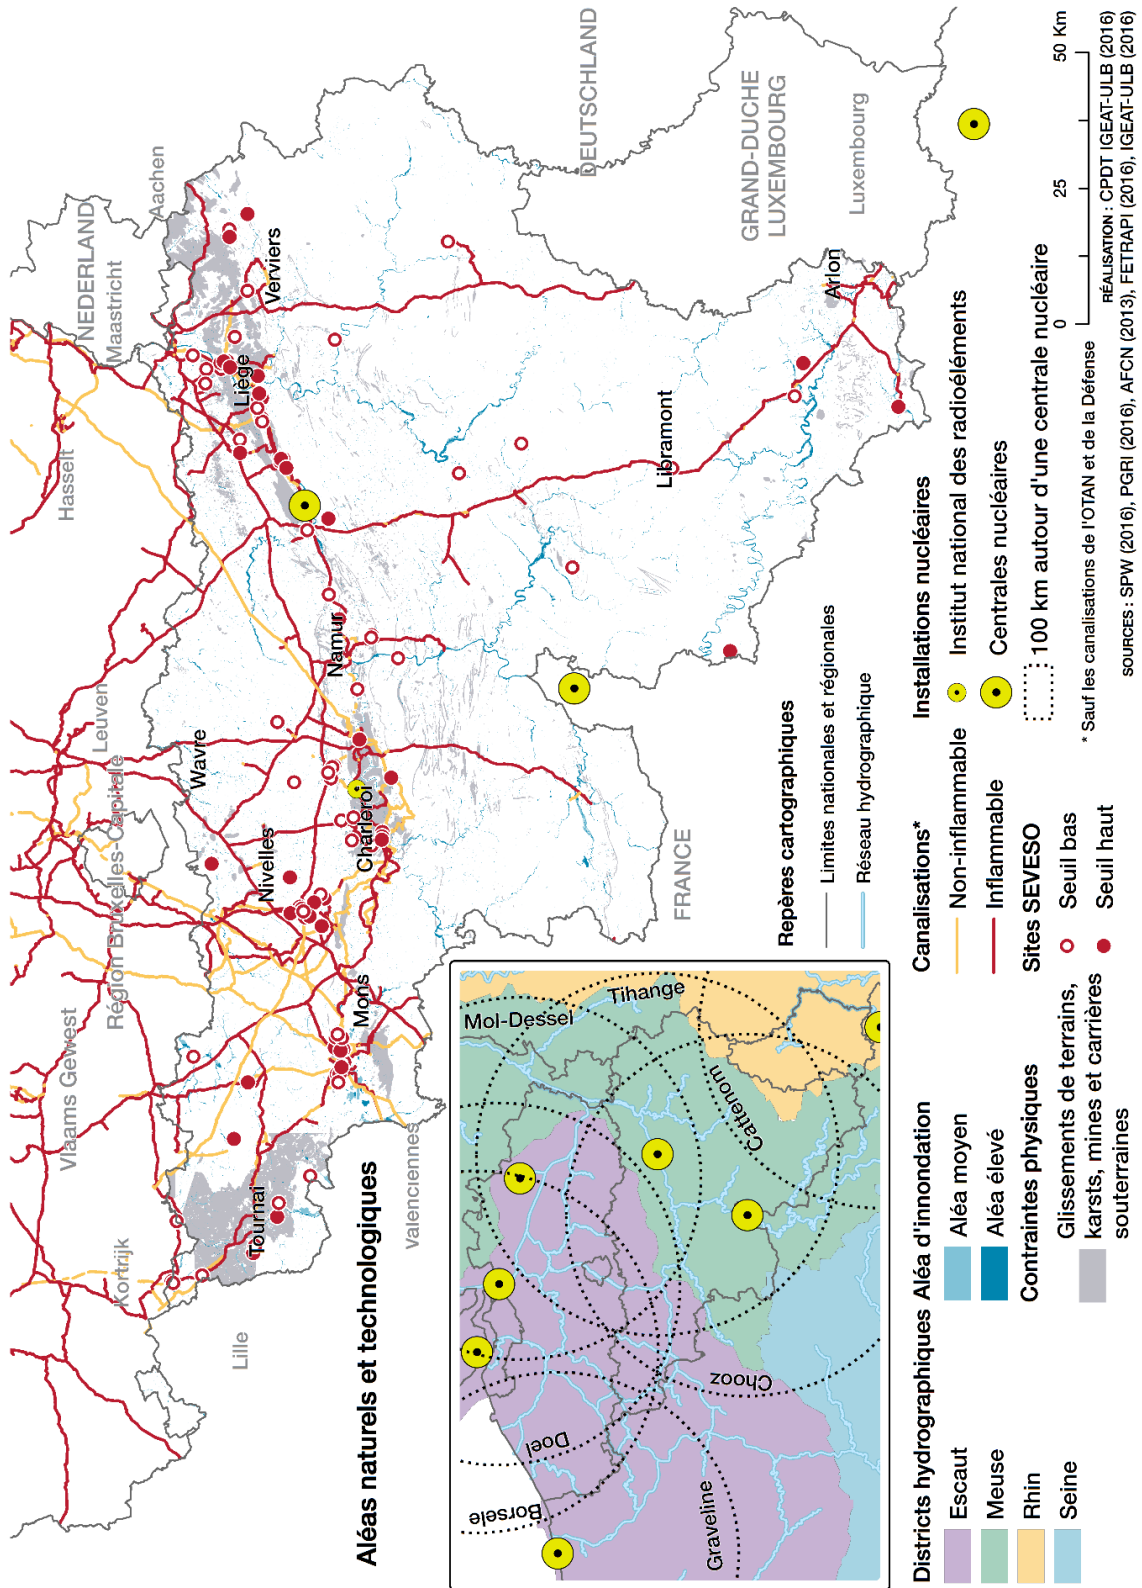 NEDERLAND
Maastricht
Aachen
Hasselt
Verviers
Liège
DEUTSCHLAND
GRAND-DUCHE
LUXEMBOURG
Luxembourg
Arlon
Libramont
Leuven
Wavre
Namur
Région Bruxelles-Capitale
Nivelles
Charleroi
FRANCE
Vlaams Gewest
Mons
Kortrijk
Tournai
Valenciennes
Lille
Aléas naturels et technologiques
Mol-Dessel
Tihange
Cattenom
Chooz
Doel
Borsele
Graveline
Repères cartographiques
Limites nationales et régionales
Réseau hydrographique
Districts hydrographiques
Escaut
Meuse
Rhin
Seine
Aléa d'innondation
Aléa moyen
Aléa élevé
Contraintes physiques
Glissements de terrains,
karsts, mines et carrières
souterraines
Canalisations*
Non-inflammable
Inflammable
Sites SEVESO
Seuil bas
Seuil haut
Installations nucléaires
Institut national des radioéléments
Centrales nucléaires
100 km autour d'une centrale nucléaire
* Sauf les canalisations de l'OTAN et de la Défense
0 25 50 Km
RÉALISATION : CPDT IGEAT-ULB (2016)
SOURCES : SPW (2016), PGRI (2016), AFCN (2013), FETRAPI (2016), IGEAT-ULB (2016)